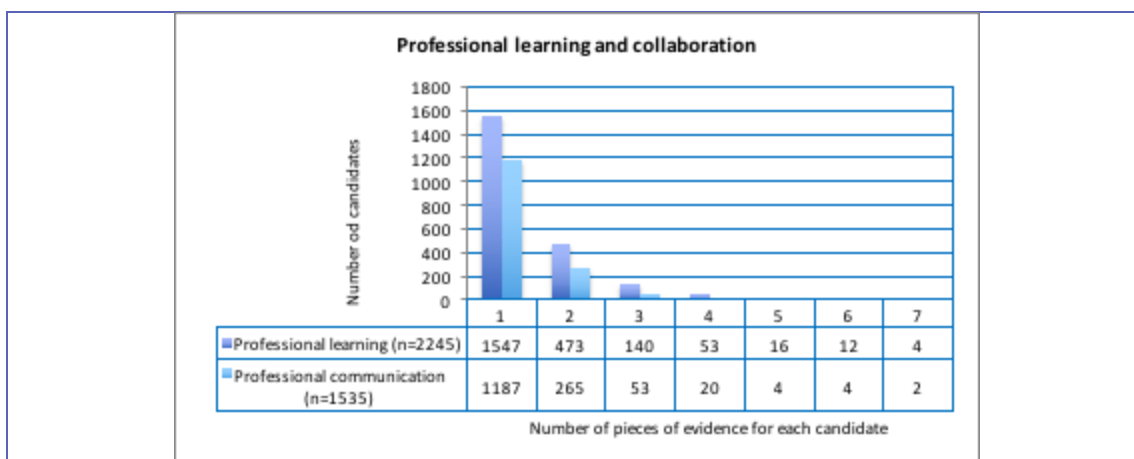 Professional learning and collaboration
Number od candidates
1800
1600
1400
1200
1000
800
600
400
200
0
1 2 3 4 5 6 7
Professional learning (n=2245) 1547 473 140 53 16 12 4
Professional communication
(n=1535) 1187 265 53 20 4 4 2
Number of pieces of evidence for each candidate